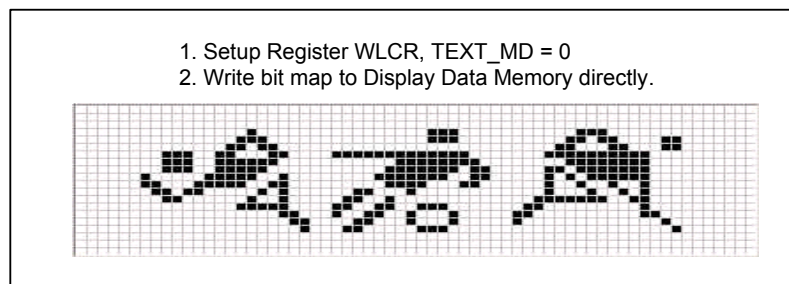 1. Setup Register WLCR, TEXT_MD = 0
2. Write bit map to Display Data Memory directly.